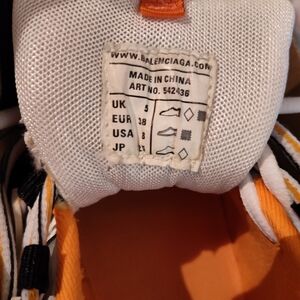 WWW.BALENCIAGA.COM
MADE IN CHINA
ART NO. 542436
UK 5
EUR 38
USA 8
JP